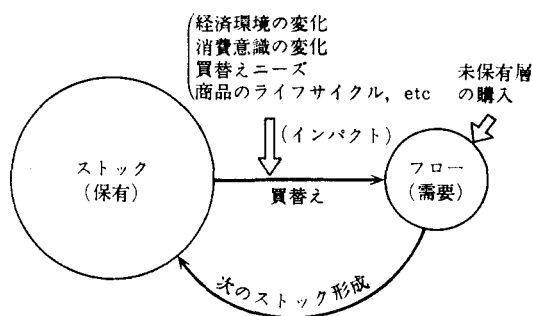 経済環境の変化
消費意識の変化
買替えニーズ
商品のライフサイクル, etc
未保有層
の購入
(インパクト)
ストック
(保有)
フロー
(需要)
買替え
次のストック形成